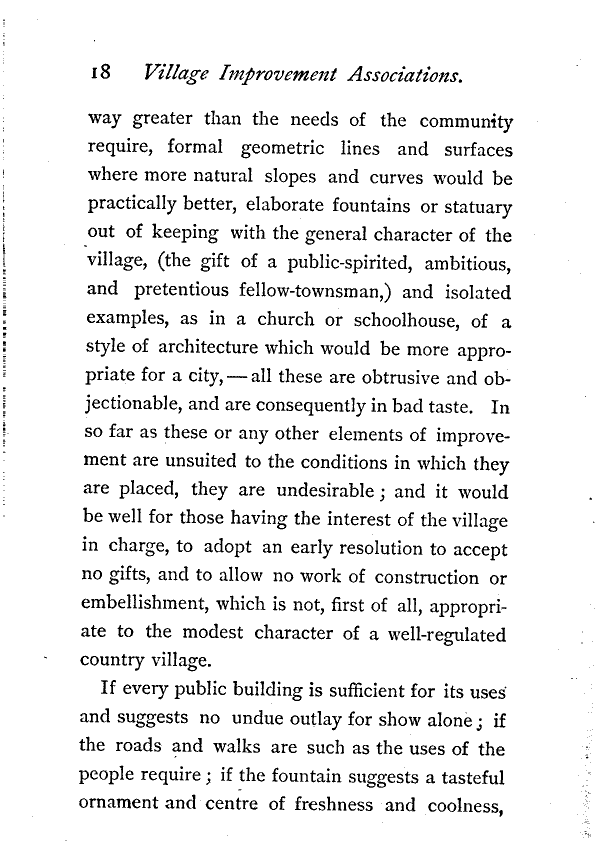 18 Village Improvement Associations.
way greater than the needs of the community
require, formal geometric lines and surfaces
where more natural slopes and curves would be
practically better, elaborate fountains or statuary
out of keeping with the general character of the
village, (the gift of a public-spirited, ambitious,
and pretentious fellow-townsman,) and isolated
examples, as in a church or schoolhouse, of a
style of architecture which would be more appro-
priate for a city, — all these are obtrusive and ob-
jectionable, and are consequently in bad taste. In
so far as these or any other elements of improve-
ment are unsuited to the conditions in which they
are placed, they are undesirable ; and it would
be well for those having the interest of the village
in charge, to adopt an early resolution to accept
no gifts, and to allow no work of construction or
embellishment, which is not, first of all, appropri-
ate to the modest character of a well-regulated
country village.
If every public building is sufficient for its uses
and suggests no undue outlay for show alone ; if
the roads and walks are such as the uses of the
people require ; if the fountain suggests a tasteful
ornament and centre of freshness and coolness,